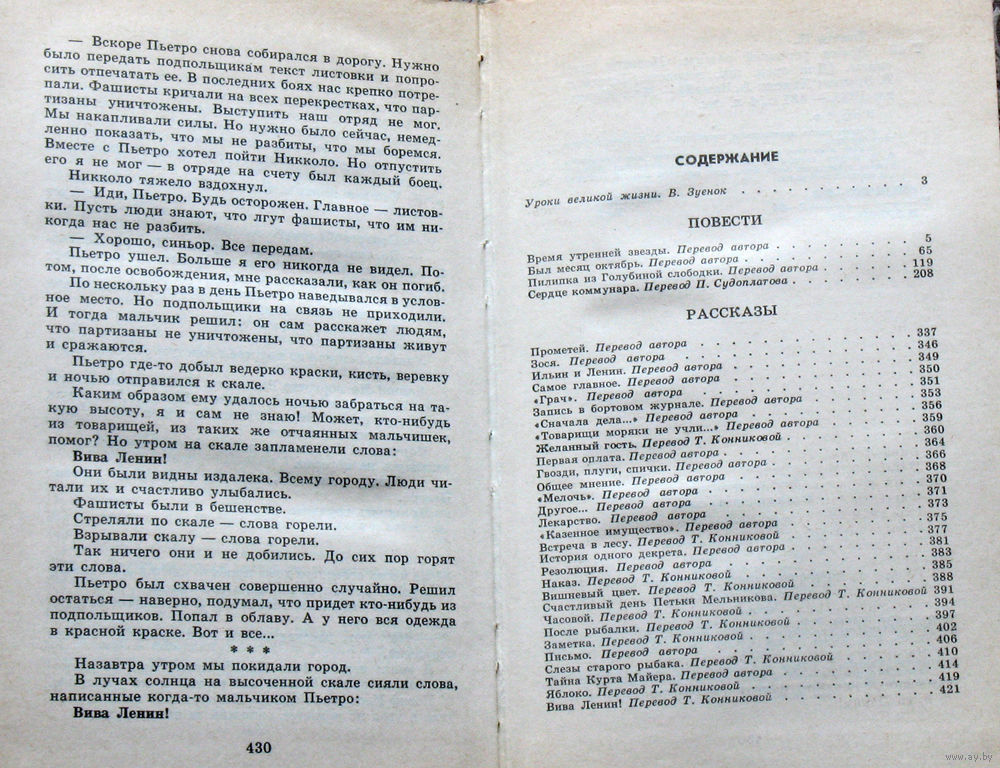 — Вскоре Пьетро снова собирался в дорогу. Нужно
было передать подпольщикам текст листовки и попро-
сить отпечатать ее. В последних боях нас крепко потре-
пали. Фашисты кричали на всех перекрестках, что пар-
тизаны уничтожены. Выступить наш отряд не мог.
Мы накапливали силы. Но нужно было сейчас, немед-
ленно показать, что мы не разбиты, что мы боремся.
Вместе с Пьетро хотел пойти Никколо. Но отпустить
его я не мог — в отряде на счету был каждый боец.
Никколо тяжело вздохнул.
— Иди, Пьетро. Будь осторожен. Главное — листов-
ки. Пусть люди знают, что лгут фашисты, что им ни-
когда нас не разбить.
— Хорошо, синьор. Все передам.
Пьетро ушел. Больше я его никогда не видел. По-
том, после освобождения, мне рассказали, как он погиб.
По нескольку раз в день Пьетро наведывался в услов-
ное место. Но подпольщики на связь не приходили.
И тогда мальчик решил: он сам расскажет людям,
что партизаны не уничтожены, что партизаны живут
и сражаются.
Пьетро где-то добыл ведерко краски, кисть, веревку
и ночью отправился к скале.
Каким образом ему удалось ночью забраться на та-
кую высоту, я и сам не знаю! Может, кто-нибудь
из товарищей, из таких же отчаянных мальчишек,
помог? Но утром на скале запламенели слова:
Вива Ленин!
Они были видны издалека. Всему городу. Люди чи-
тали их и счастливо улыбались.
Фашисты были в бешенстве.
Стреляли по скале — слова горели.
Взрывали скалу — слова горели.
Так ничего они и не добились. До сих пор горят
эти слова.
Пьетро был схвачен совершенно случайно. Решил
остаться — наверно, подумал, что придет кто-нибудь из
подпольщиков. Попал в облаву. А у него вся одежда
в красной краске. Вот и все...
* * *
Назавтра утром мы покидали город.
В лучах солнца на высоченной скале сияли слова,
написанные когда-то мальчиком Пьетро:
Вива Ленин!
430
СОДЕРЖАНИЕ
Уроки великой жизни. В. Зуенок . . . . . . . . . . 3
ПОВЕСТИ
Время утренней звезды. Перевод автора . . . . . . . . 5
Был месяц октябрь. Перевод автора . . . . . . . . . 65
Пилипка из Голубиной слободки. Перевод автора . . . . . 119
Сердце коммунара. Перевод П. Судоплатова . . . . . . . 208
РАССКАЗЫ
Прометей. Перевод автора . . . . . . . . . . . 337
Зося. Перевод автора . . . . . . . . . . . . 346
Ильин и Ленин. Перевод автора . . . . . . . . . 349
Самое главное. Перевод автора . . . . . . . . . 350
«Грач». Перевод автора . . . . . . . . . . . 351
Запись в бортовом журнале. Перевод автора . . . . . . 353
«Сначала дела...» Перевод автора . . . . . . . . 356
«Товарищи моряки не учли...» Перевод автора . . . . . 359
Желанный гость. Перевод Т. Конниковой . . . . . . . 360
Первая оплата. Перевод автора . . . . . . . . . 364
Гвозди, плуги, спички. Перевод автора . . . . . . . 366
Общее мнение. Перевод автора . . . . . . . . . 368
«Мелочь». Перевод автора . . . . . . . . . . 370
Другое... Перевод автора . . . . . . . . . . 371
Лекарство. Перевод автора . . . . . . . . . . 373
«Казенное имущество». Перевод автора . . . . . . . 375
Встреча в лесу. Перевод Т. Конниковой . . . . . . . 377
История одного декрета. Перевод автора . . . . . . . 381
Резолюция. Перевод автора . . . . . . . . . . 383
Наказ. Перевод Т. Конниковой . . . . . . . . . 385
Вишневый цвет. Перевод Т. Конниковой . . . . . . . 388
Счастливый день Петьки Мельникова. Перевод Т. Конниковой 391
Часовой. Перевод Т. Конниковой . . . . . . . . . 394
После рыбалки. Перевод Т. Конниковой . . . . . . . 397
Заметка. Перевод Т. Конниковой . . . . . . . . . 402
Письмо. Перевод автора . . . . . . . . . . . 406
Слезы старого рыбака. Перевод Т. Конниковой . . . . . 410
Тайна Курта Майера. Перевод Т. Конниковой . . . . . . 414
Яблоко. Перевод Т. Конниковой . . . . . . . . . 419
Вива Ленин! Перевод Т. Конниковой . . . . . . . . 421
www.ay.by